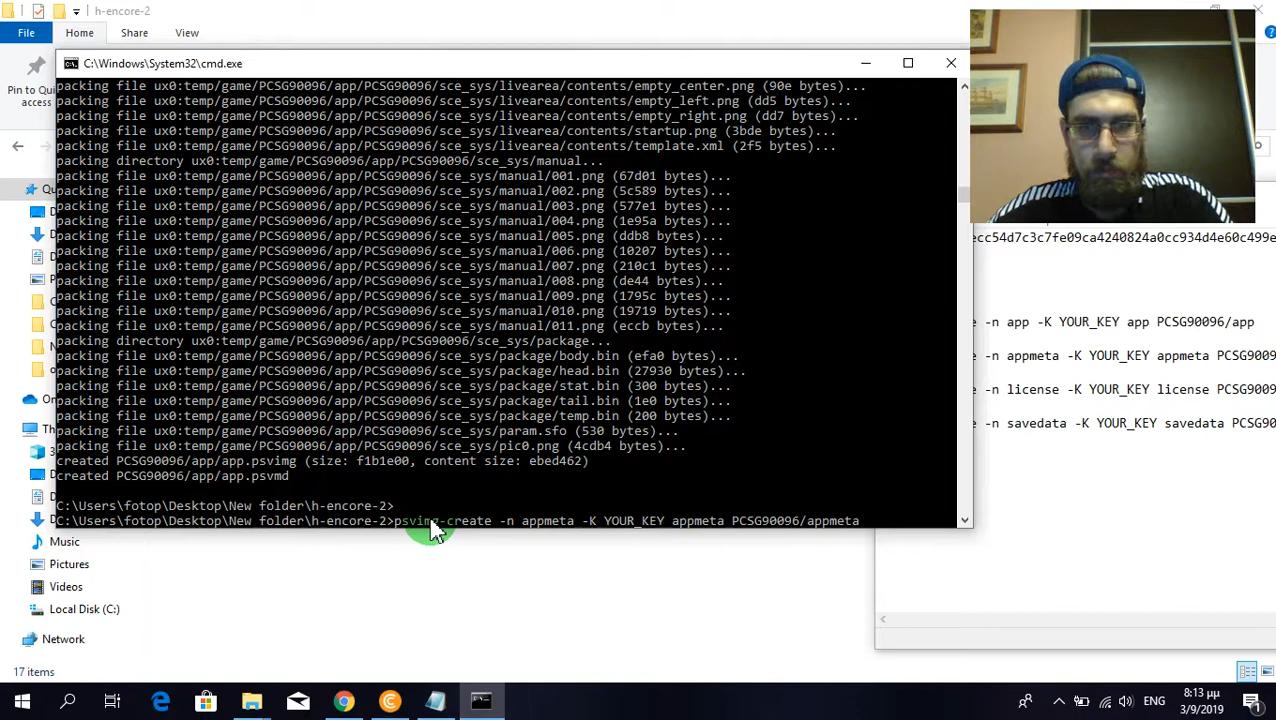 h-encore-2
File
Home
Share
View
Pin to Quic
access
C:\Windows\System32\cmd.exe
packing file ux0:temp/game/PCSG90096/app/PCSG90096/sce_sys/livearea/contents/empty_center.png (90e bytes)...
packing file ux0:temp/game/PCSG90096/app/PCSG90096/sce_sys/livearea/contents/empty_left.png (dd5 bytes)...
packing file ux0:temp/game/PCSG90096/app/PCSG90096/sce_sys/livearea/contents/empty_right.png (dd7 bytes)...
packing file ux0:temp/game/PCSG90096/app/PCSG90096/sce_sys/livearea/contents/startup.png (3bde bytes)...
packing file ux0:temp/game/PCSG90096/app/PCSG90096/sce_sys/livearea/contents/template.xml (2f5 bytes)...
packing directory ux0:temp/game/PCSG90096/app/PCSG90096/sce_sys/manual...
packing file ux0:temp/game/PCSG90096/app/PCSG90096/sce_sys/manual/001.png (67d01 bytes)...
packing file ux0:temp/game/PCSG90096/app/PCSG90096/sce_sys/manual/002.png (5c589 bytes)...
packing file ux0:temp/game/PCSG90096/app/PCSG90096/sce_sys/manual/003.png (577e1 bytes)...
packing file ux0:temp/game/PCSG90096/app/PCSG90096/sce_sys/manual/004.png (1e95a bytes)...
packing file ux0:temp/game/PCSG90096/app/PCSG90096/sce_sys/manual/005.png (ddb8 bytes)...
packing file ux0:temp/game/PCSG90096/app/PCSG90096/sce_sys/manual/006.png (10207 bytes)...
packing file ux0:temp/game/PCSG90096/app/PCSG90096/sce_sys/manual/007.png (210c1 bytes)...
packing file ux0:temp/game/PCSG90096/app/PCSG90096/sce_sys/manual/008.png (de44 bytes)...
packing file ux0:temp/game/PCSG90096/app/PCSG90096/sce_sys/manual/009.png (1795c bytes)...
packing file ux0:temp/game/PCSG90096/app/PCSG90096/sce_sys/manual/010.png (19719 bytes)...
packing file ux0:temp/game/PCSG90096/app/PCSG90096/sce_sys/manual/011.png (eccb bytes)...
packing directory ux0:temp/game/PCSG90096/app/PCSG90096/sce_sys/package...
packing file ux0:temp/game/PCSG90096/app/PCSG90096/sce_sys/package/body.bin (efa0 bytes)...
packing file ux0:temp/game/PCSG90096/app/PCSG90096/sce_sys/package/head.bin (27930 bytes)...
packing file ux0:temp/game/PCSG90096/app/PCSG90096/sce_sys/package/stat.bin (300 bytes)...
packing file ux0:temp/game/PCSG90096/app/PCSG90096/sce_sys/package/tail.bin (1e0 bytes)...
packing file ux0:temp/game/PCSG90096/app/PCSG90096/sce_sys/package/temp.bin (200 bytes)...
packing file ux0:temp/game/PCSG90096/app/PCSG90096/sce_sys/param.sfo (530 bytes)...
packing file ux0:temp/game/PCSG90096/app/PCSG90096/sce_sys/pic0.png (4cdb4 bytes)...
created PCSG90096/app/app.psvimg (size: f1b1e00, content size: ebed462)
created PCSG90096/app/app.psvmd
C:\Users\fotop\Desktop\New folder\h-encore-2>
C:\Users\fotop\Desktop\New folder\h-encore-2>psvimg-create -n appmeta -K YOUR_KEY appmeta PCSG90096/appmeta
ecc54d7c3c7fe09ca4240824a0cc934d4e60c499e
e -n app -K YOUR_KEY app PCSG90096/app
e -n appmeta -K YOUR_KEY appmeta PCSG9009
e -n license -K YOUR_KEY license PCSG9009
e -n savedata -K YOUR_KEY savedata PCSG90
Music
Pictures
Videos
Local Disk (C:)
Network
17 items
ENG
8:13 μμ
3/9/2019